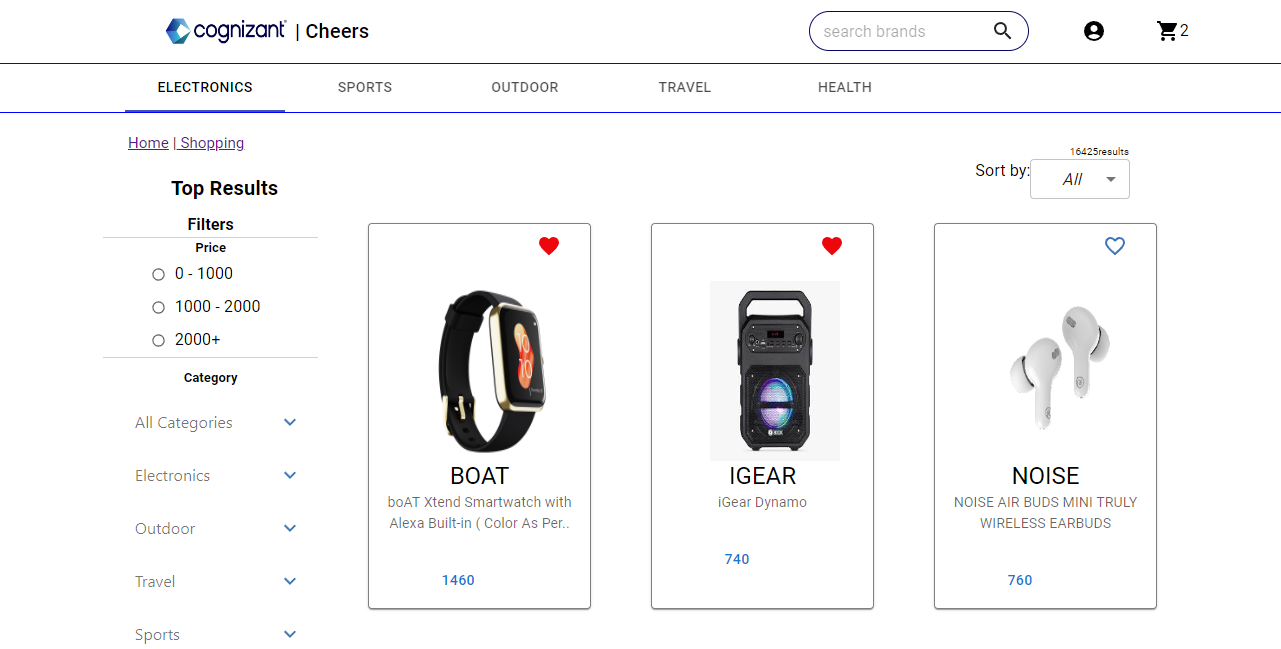 cognizant | Cheers
search brands
2
ELECTRONICS SPORTS OUTDOOR TRAVEL HEALTH
Home | Shopping
16425results
Sort by: All
Top Results
Filters
Price
0 - 1000
1000 - 2000
2000+
Category
All Categories
Electronics
Outdoor
Travel
Sports
BOAT
boAT Xtend Smartwatch with
Alexa Built-in ( Color As Per..
1460
IGEAR
iGear Dynamo
740
NOISE
NOISE AIR BUDS MINI TRULY
WIRELESS EARBUDS
760